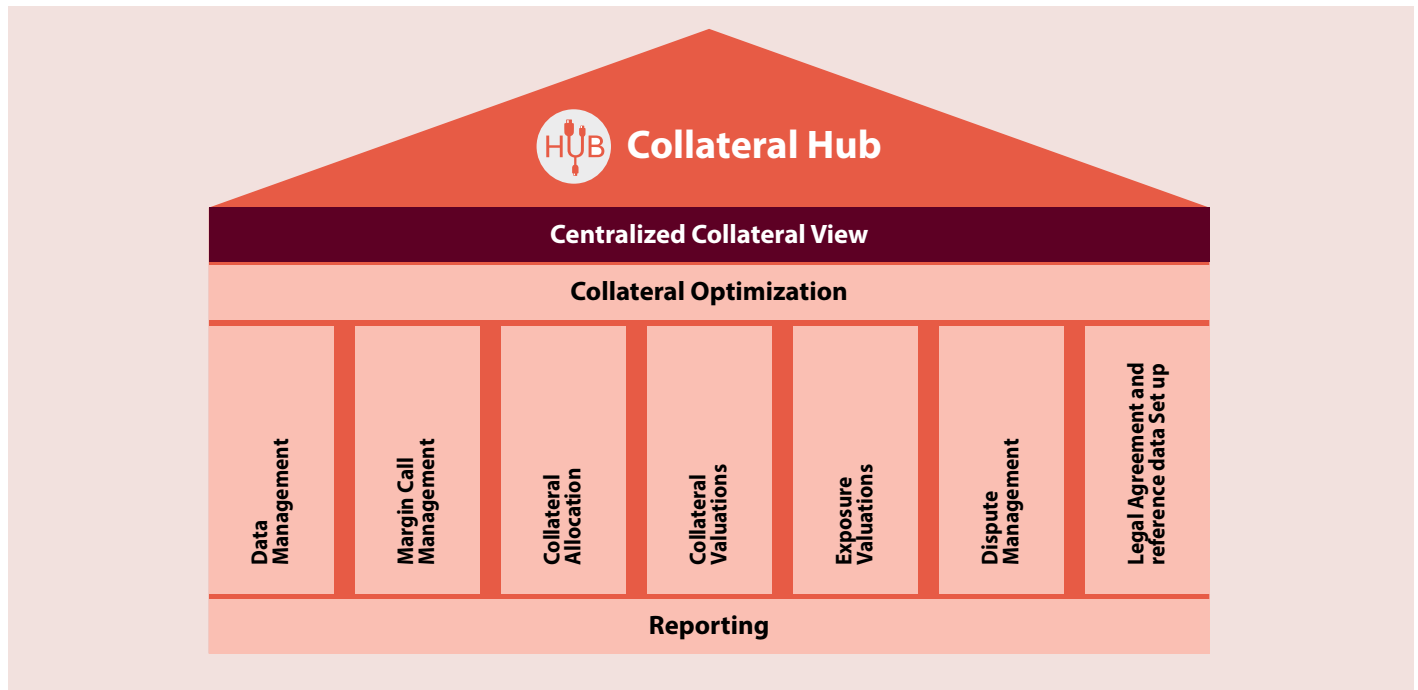 HUB Collateral Hub
Centralized Collateral View
Collateral Optimization
Data
Management
Margin Call
Management
Collateral
Allocation
Collateral
Valuations
Exposure
Valuations
Dispute
Management
Legal Agreement and
reference data Set up
Reporting